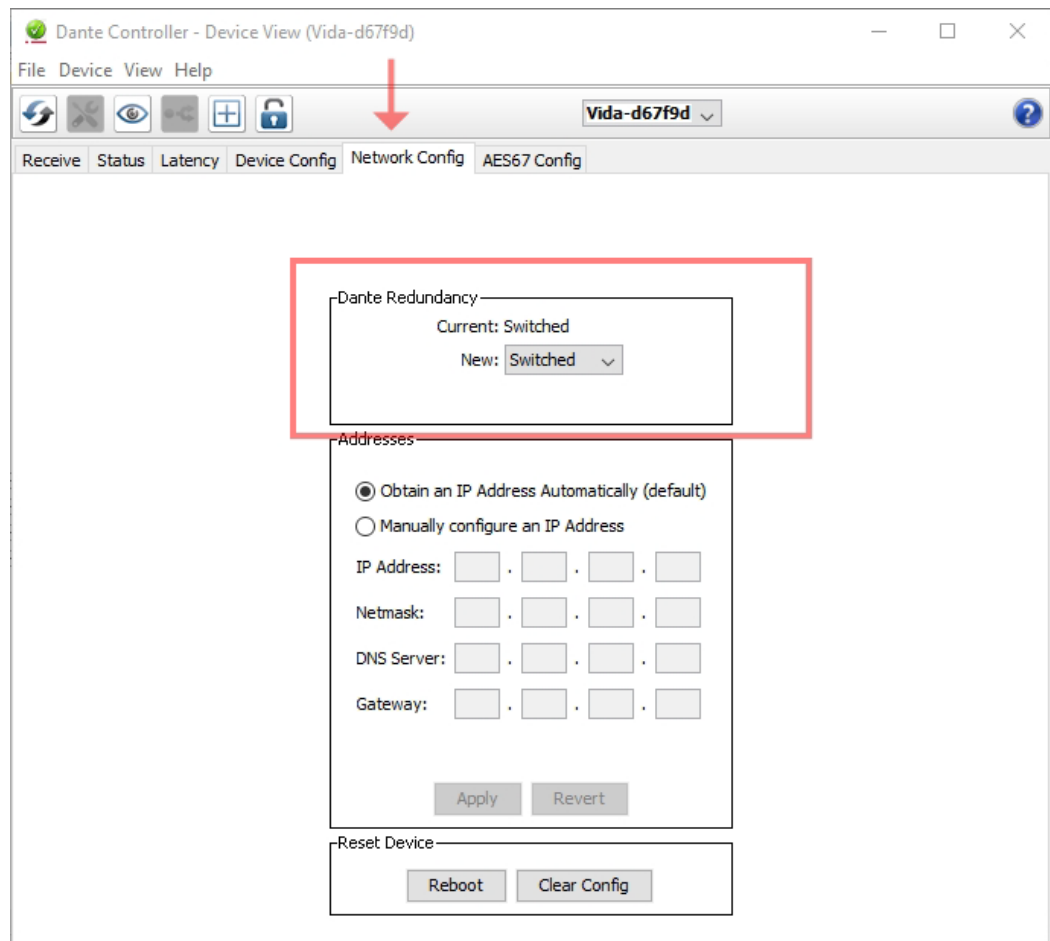 Dante Controller - Device View (Vida-d67f9d)
File Device View Help
Vida-d67f9d
Receive Status Latency Device Config Network Config AES67 Config
Dante Redundancy
Current: Switched
New: Switched
Addresses
Obtain an IP Address Automatically (default)
Manually configure an IP Address
IP Address: . . .
Netmask: . . .
DNS Server: . . .
Gateway: . . .
Apply Revert
Reset Device
Reboot Clear Config